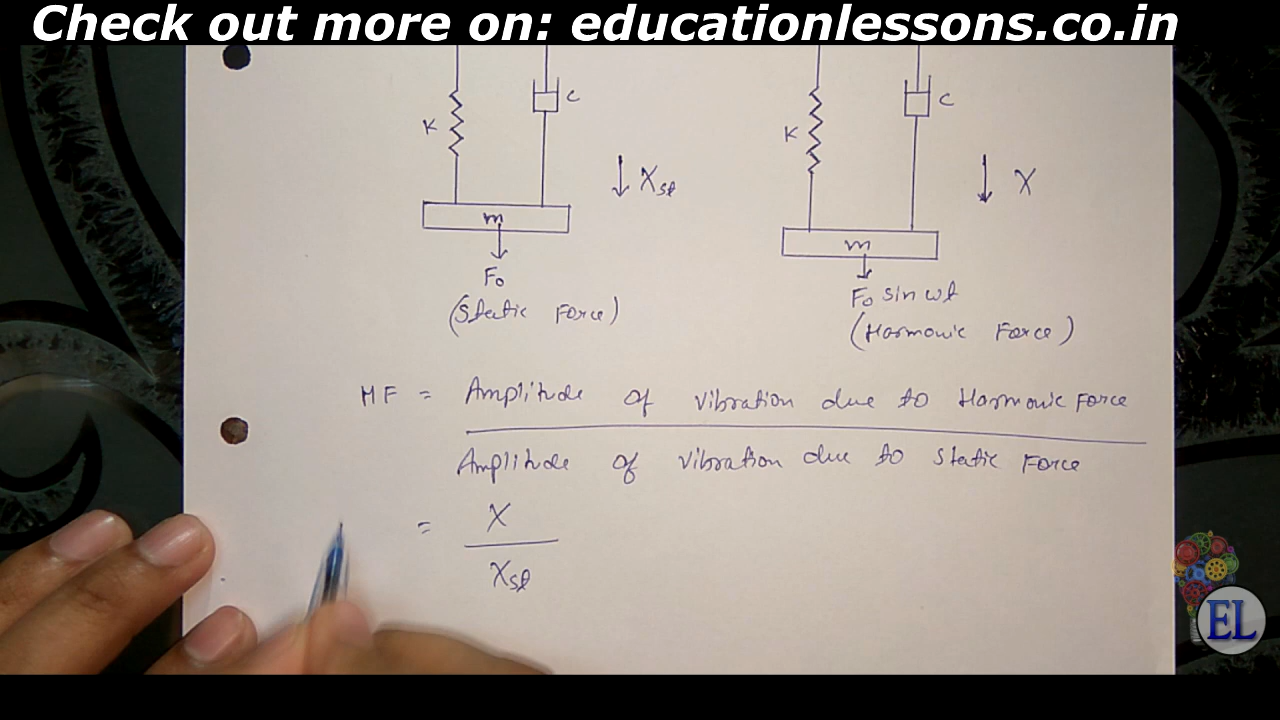 Check out more on: educationlessons.co.in
K C K C
↓ Xst ↓ X
m m
F₀ F₀ sin ωt
(Static Force) (Harmonic Force)
MF = Amplitude of vibration due to Harmonic Force
Amplitude of vibration due to Static Force
= X
Xst
EL